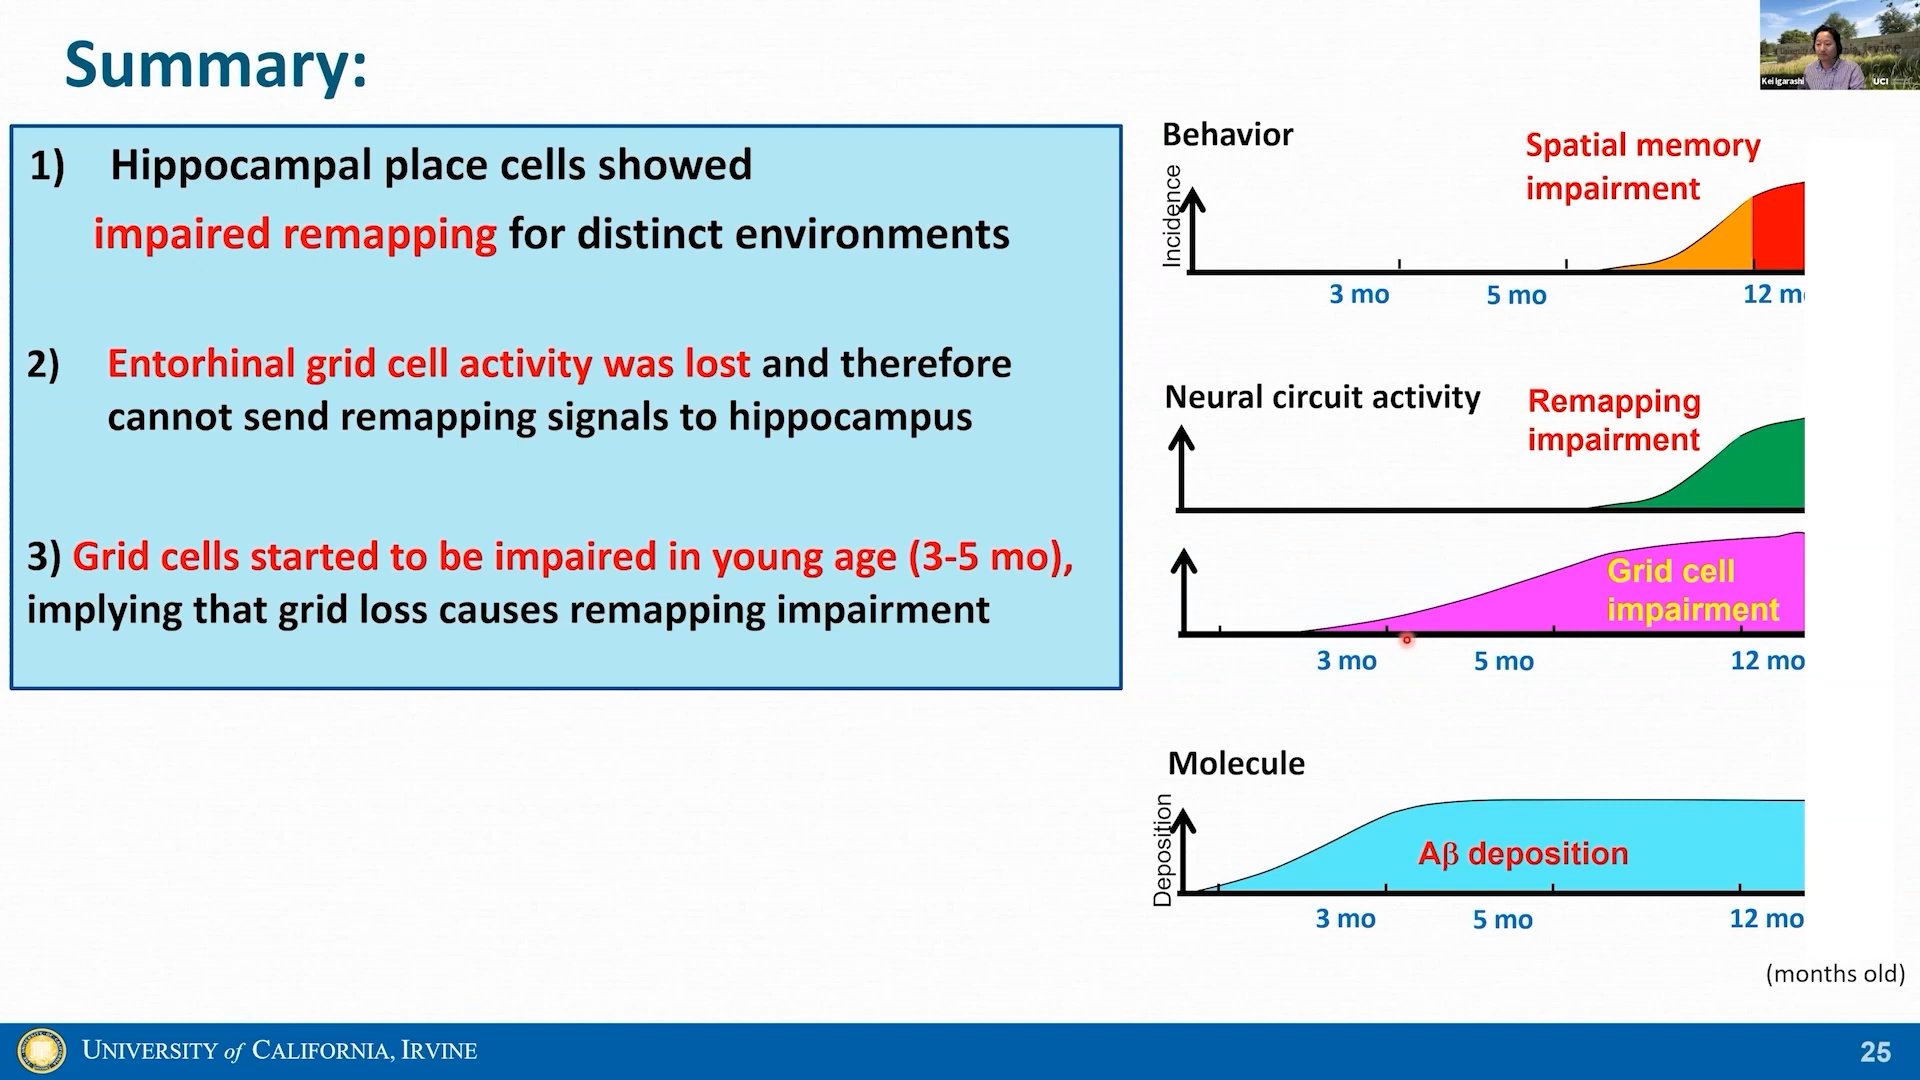 Summary:
1) Hippocampal place cells showed
impaired remapping for distinct environments
2) Entorhinal grid cell activity was lost and therefore
cannot send remapping signals to hippocampus
3) Grid cells started to be impaired in young age (3-5 mo),
implying that grid loss causes remapping impairment
Kei Igarashi
UCI
Behavior
Incidence
Spatial memory
impairment
3 mo 5 mo 12 m
Neural circuit activity
Remapping
impairment
Grid cell
impairment
3 mo 5 mo 12 mo
Molecule
Deposition
Aβ deposition
3 mo 5 mo 12 mo
(months old)
UNIVERSITY of CALIFORNIA, IRVINE
25